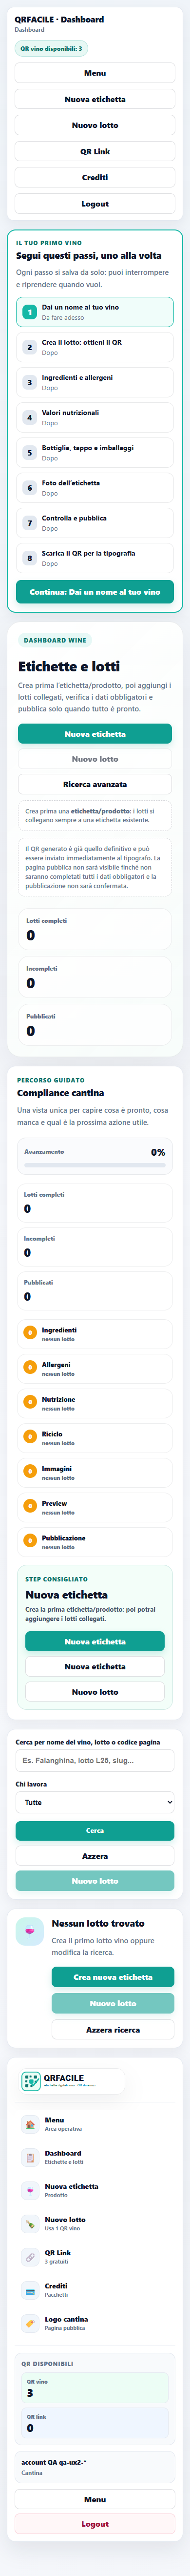 QRFACILE · Dashboard
Dashboard
QR vino disponibili: 3
Menu
Nuova etichetta
Nuovo lotto
QR Link
Crediti
Logout
IL TUO PRIMO VINO
Segui questi passi, uno alla volta
Ogni passo si salva da solo: puoi interrompere
e riprendere quando vuoi.
1
Dai un nome al tuo vino
Da fare adesso
2
Crea il lotto: ottieni il QR
Dopo
3
Ingredienti e allergeni
Dopo
4
Valori nutrizionali
Dopo
5
Bottiglia, tappo e imballaggi
Dopo
6
Foto dell'etichetta
Dopo
7
Controlla e pubblica
Dopo
8
Scarica il QR per la tipografia
Dopo
Continua: Dai un nome al tuo vino
DASHBOARD WINE
Etichette e lotti
Crea prima l'etichetta/prodotto, poi aggiungi i
lotti collegati, verifica i dati obbligatori e
pubblica solo quando tutto è pronto.
Nuova etichetta
Nuovo lotto
Ricerca avanzata
Crea prima una etichetta/prodotto: i lotti si
collegano sempre a una etichetta esistente.
Il QR generato è già quello definitivo e può
essere inviato immediatamente al tipografo. La
pagina pubblica non sarà visibile finché non
saranno completati tutti i dati obbligatori e la
pubblicazione non sarà confermata.
Lotti completi
0
Incompleti
0
Pubblicati
0
PERCORSO GUIDATO
Compliance cantina
Una vista unica per capire cosa è pronto, cosa
manca e qual è la prossima azione utile.
Avanzamento
0%
Lotti completi
0
Incompleti
0
Pubblicati
0
0
Ingredienti
nessun lotto
0
Allergeni
nessun lotto
0
Nutrizione
nessun lotto
0
Riciclo
nessun lotto
0
Immagini
nessun lotto
0
Preview
nessun lotto
0
Pubblicazione
nessun lotto
STEP CONSIGLIATO
Nuova etichetta
Crea la prima etichetta/prodotto: poi potrai
aggiungere i lotti collegati.
Nuova etichetta
Nuova etichetta
Nuovo lotto
Cerca per nome del vino, lotto o codice pagina
Es. Falanghina, lotto L25, slug...
Chi lavora
Tutte
Cerca
Azzera
Nuovo lotto
Nessun lotto trovato
Crea il primo lotto vino oppure
modifica la ricerca.
Crea nuova etichetta
Nuovo lotto
Azzera ricerca
QRFACILE
Menu
Area operativa
Dashboard
Etichette e lotti
Nuova etichetta
Prodotto
Nuovo lotto
Usa 1 QR vino
QR Link
3 gratuiti
Crediti
Pacchetti
Logo cantina
Pagina pubblica
QR DISPONIBILI
QR vino
3
QR link
0
account QA qa-ux2-*
Cantina
Menu
Logout